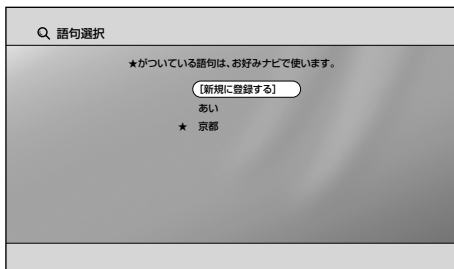 語句選択
★がついている語句は、お好みナビで使います。
[新規に登録する]
あい
★ 京都